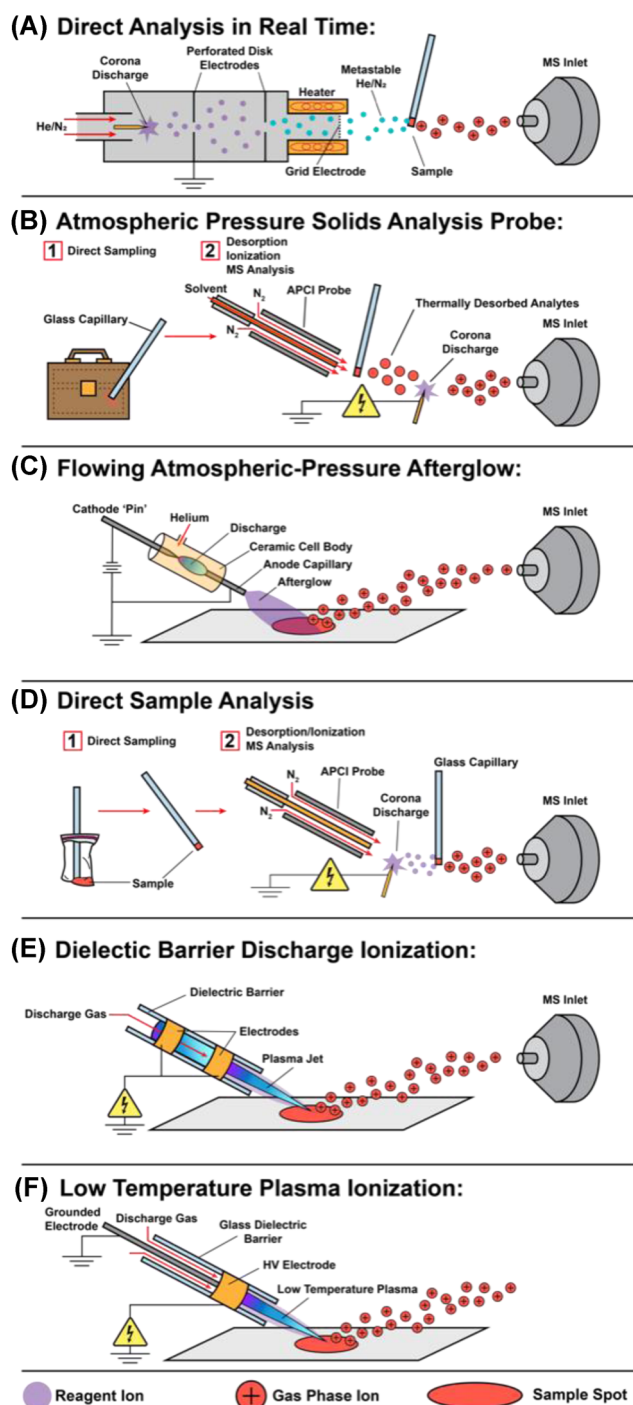 (A) Direct Analysis in Real Time:
Corona
Discharge
Perforated Disk
Electrodes
Heater
Metastable
He/N₂
MS Inlet
He/N₂
Grid Electrode
Sample
(B) Atmospheric Pressure Solids Analysis Probe:
1 Direct Sampling
2 Desorption
Ionization
MS Analysis
Glass Capillary
Solvent
N₂
APCI Probe
N₂
Thermally Desorbed Analytes
Corona
Discharge
MS Inlet
(C) Flowing Atmospheric-Pressure Afterglow:
Cathode 'Pin'
Helium
Discharge
Ceramic Cell Body
Anode Capillary
Afterglow
MS Inlet
(D) Direct Sample Analysis
1 Direct Sampling
2 Desorption/Ionization
MS Analysis
Sample
N₂
APCI Probe
N₂
Corona
Discharge
Glass Capillary
MS Inlet
(E) Dielectic Barrier Discharge Ionization:
Dielectric Barrier
Discharge Gas
Electrodes
Plasma Jet
MS Inlet
(F) Low Temperature Plasma Ionization:
Grounded
Electrode
Discharge Gas
Glass Dielectric
Barrier
HV Electrode
Low Temperature Plasma
Reagent Ion
Gas Phase Ion
Sample Spot